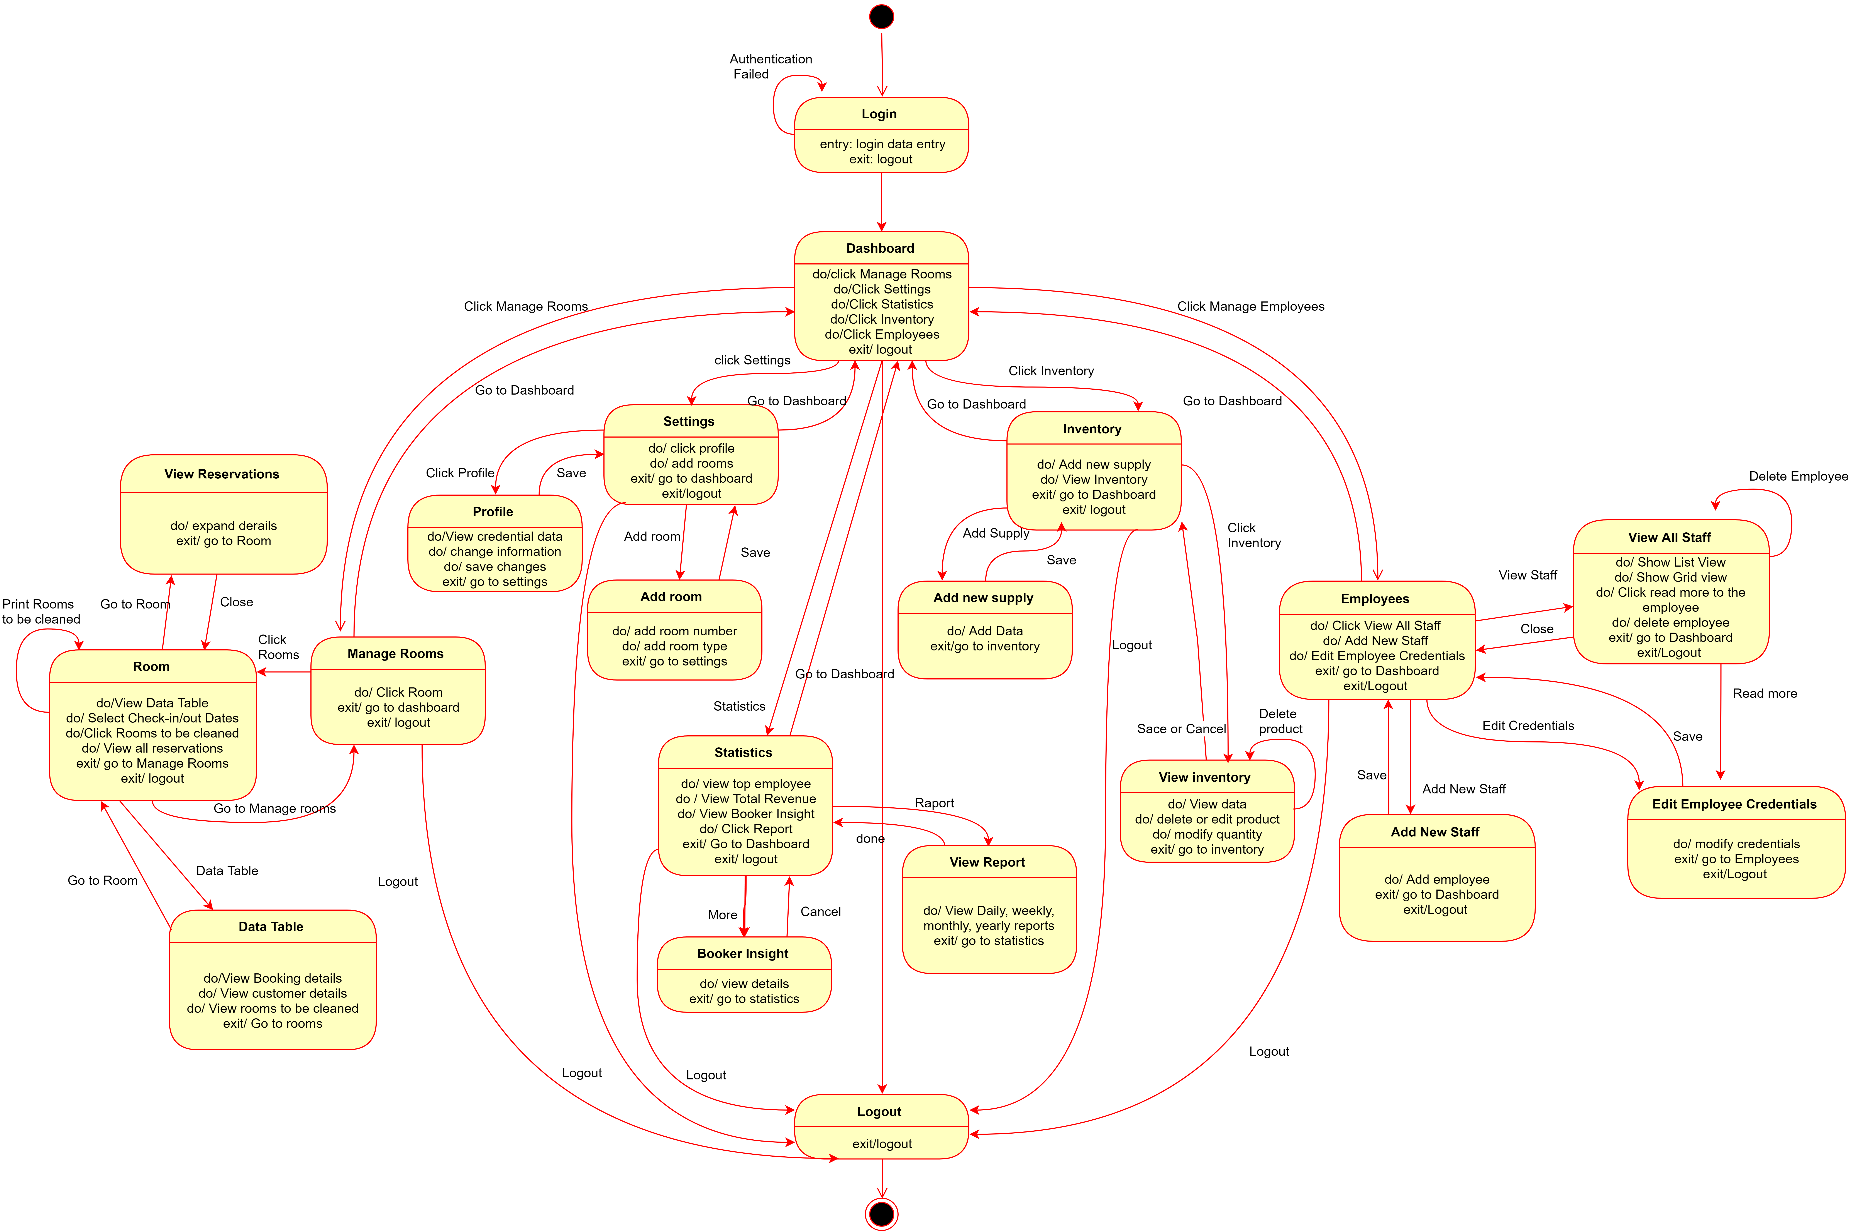 Authentication
Failed
Login
entry: login data entry
exit: logout
Dashboard
do/click Manage Rooms
do/Click Settings
do/Click Statistics
do/Click Inventory
do/Click Employees
exit/ logout
Click Manage Rooms
Click Manage Employees
click Settings
Click Inventory
Go to Dashboard
Go to Dashboard
Go to Dashboard
Go to Dashboard
Settings
do/ click profile
do/ add rooms
exit/ go to dashboard
exit/logout
Inventory
do/ Add new supply
do/ View Inventory
exit/ go to Dashboard
exit/ logout
View Reservations
do/ expand derails
exit/ go to Room
Click Profile
Save
Profile
do/View credential data
do/ change information
do/ save changes
exit/ go to settings
Add room
Save
Add Supply
Save
Click
Inventory
Delete Employee
View All Staff
do/ Show List View
do/ Show Grid view
do/ Click read more to the
employee
do/ delete employee
exit/ go to Dashboard
exit/Logout
View Staff
Close
Print Rooms
to be cleaned
Go to Room
Close
Click
Rooms
Add room
do/ add room number
do/ add room type
exit/ go to settings
Add new supply
do/ Add Data
exit/go to inventory
Employees
do/ Click View All Staff
do/ Add New Staff
do/ Edit Employee Credentials
exit/ go to Dashboard
exit/Logout
Room
do/View Data Table
do/ Select Check-in/out Dates
do/Click Rooms to be cleaned
do/ View all reservations
exit/ go to Manage Rooms
exit/ logout
Manage Rooms
do/ Click Room
exit/ go to dashboard
exit/ logout
Logout
Go to Dashboard
Statistics
Read more
Sace or Cancel
Delete
product
Edit Credentials
Save
Statistics
do/ view top employee
do / View Total Revenue
do/ View Booker Insight
do/ Click Report
exit/ Go to Dashboard
exit/ logout
View inventory
do/ View data
do/ delete or edit product
do/ modify quantity
exit/ go to inventory
Save
Add New Staff
Edit Employee Credentials
do/ modify credentials
exit/ go to Employees
exit/Logout
Go to Manage rooms
Raport
done
View Report
do/ View Daily, weekly,
monthly, yearly reports
exit/ go to statistics
Add New Staff
do/ Add employee
exit/ go to Dashboard
exit/Logout
Go to Room
Data Table
Logout
More
Cancel
Data Table
do/View Booking details
do/ View customer details
do/ View rooms to be cleaned
exit/ Go to rooms
Booker Insight
do/ view details
exit/ go to statistics
Logout
Logout
Logout
Logout
exit/logout